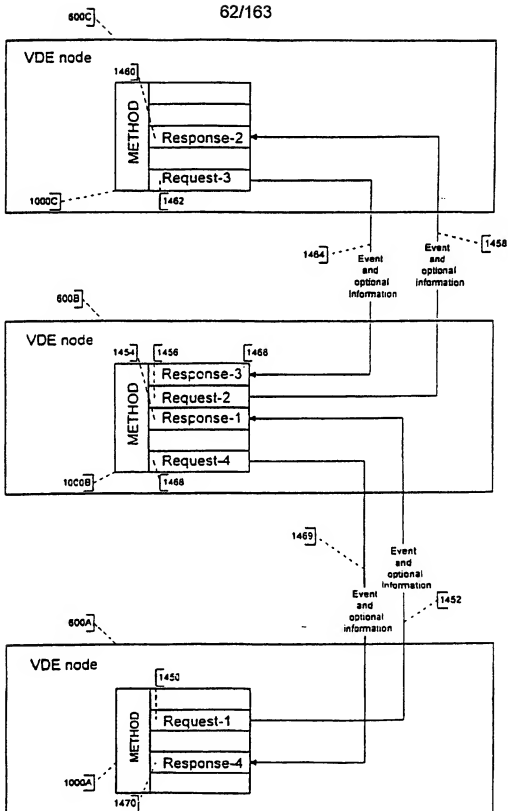 62/163
600C
VDE node
1460
METHOD
Response-2
Request-3
1000C
1462
1464
Event
and
optional
information
Event
and
optional
information
1458
600B
VDE node
1454
1456
1468
METHOD
Response-3
Request-2
Response-1
Request-4
1000B
1468
1469
Event
and
optional
information
Event
and
optional
information
1452
600A
VDE node
1450
METHOD
Request-1
Response-4
1000A
1470